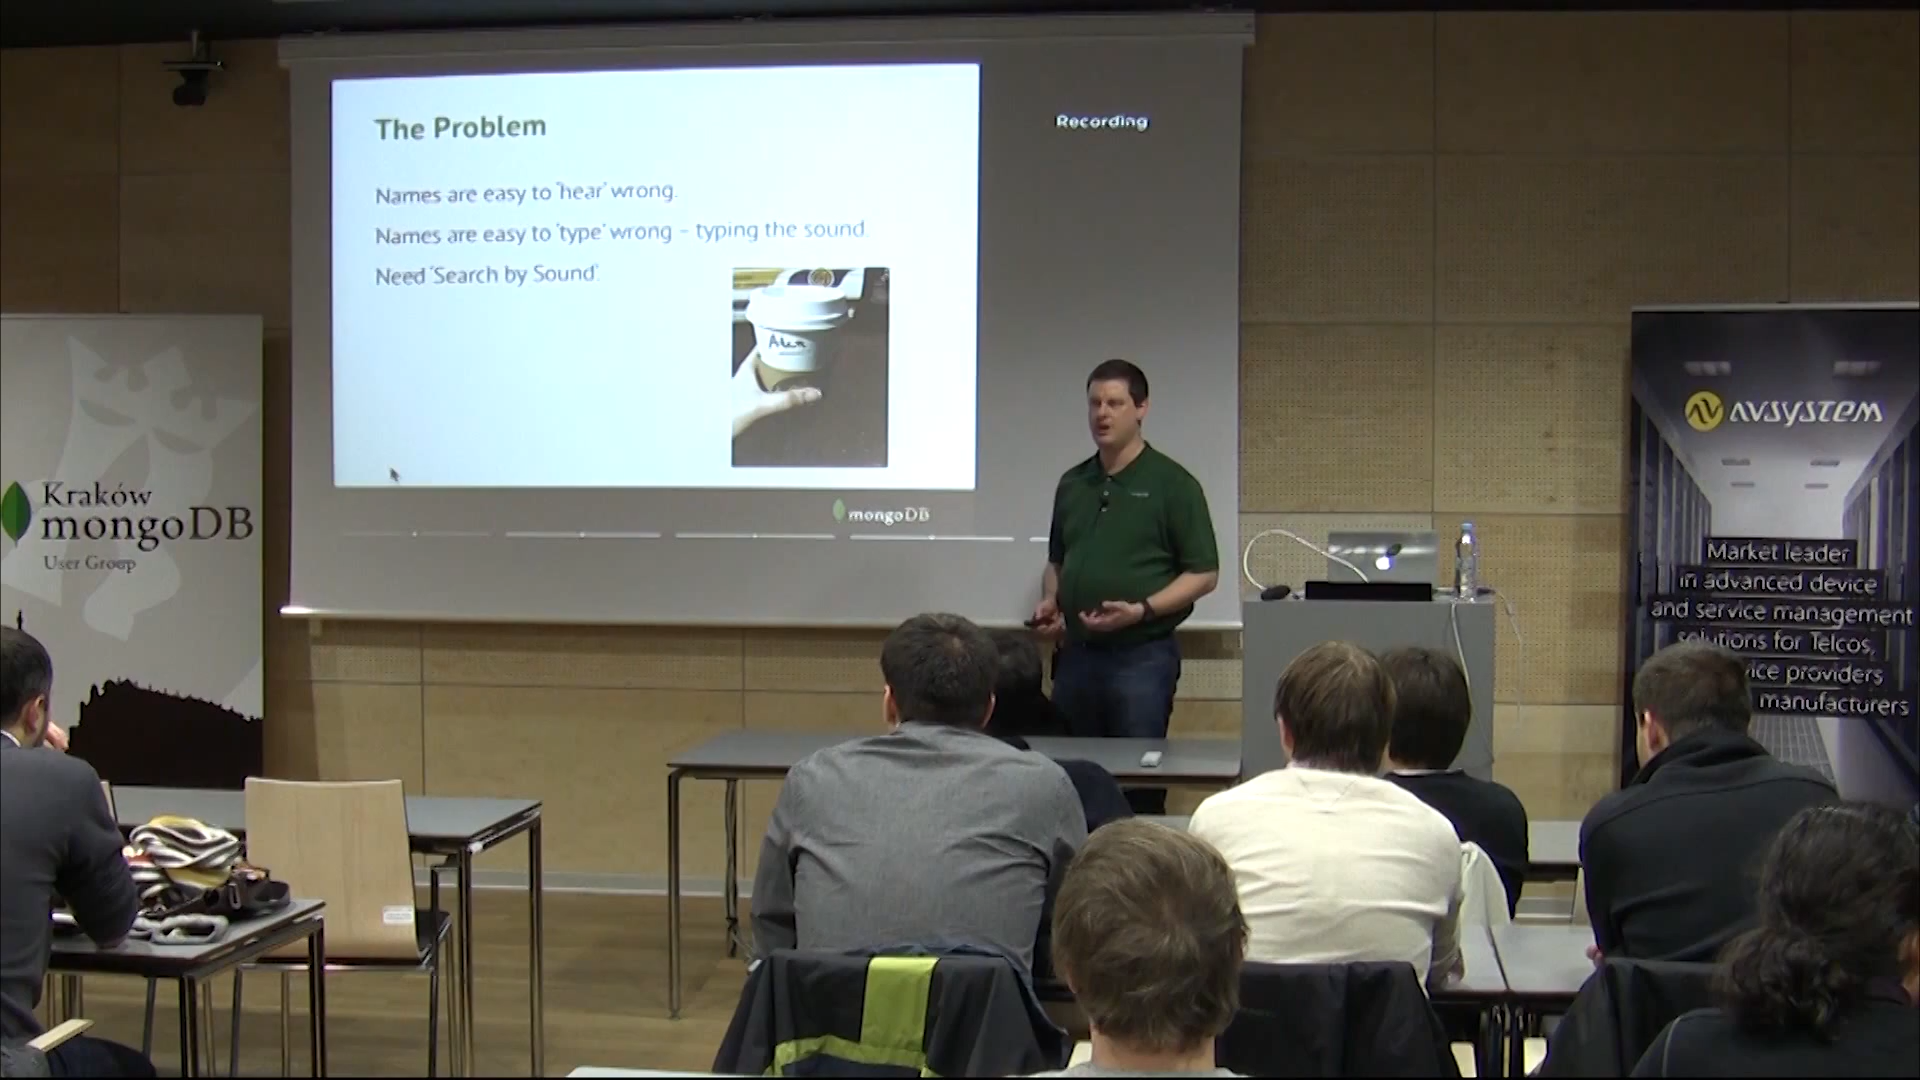 The Problem
Names are easy to 'hear' wrong.
Names are easy to 'type' wrong – typing the sound.
Need 'Search by Sound'.
Recording
mongoDB
Kraków
mongoDB
User Group
AVSYSTEM
Market leader
in advanced device
and service management
solutions for Telcos,
vice providers
manufacturers